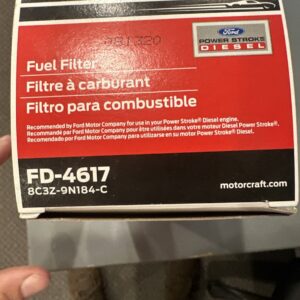 Ford
POWER STROKE
DIESEL
Fuel Filter
Filtre à carburant
Filtro para combustible
Recommended by Ford Motor Company for use in your Power Stroke® Diesel engine.
Recommandé par Ford Motor Company pour être utilisées dans votre moteur Diesel Power Stroke®.
Recomendado por Ford Motor Company para utilizarse en su motor Power Stroke® Diesel.
FD-4617
8C3Z-9N184-C
motorcraft.com